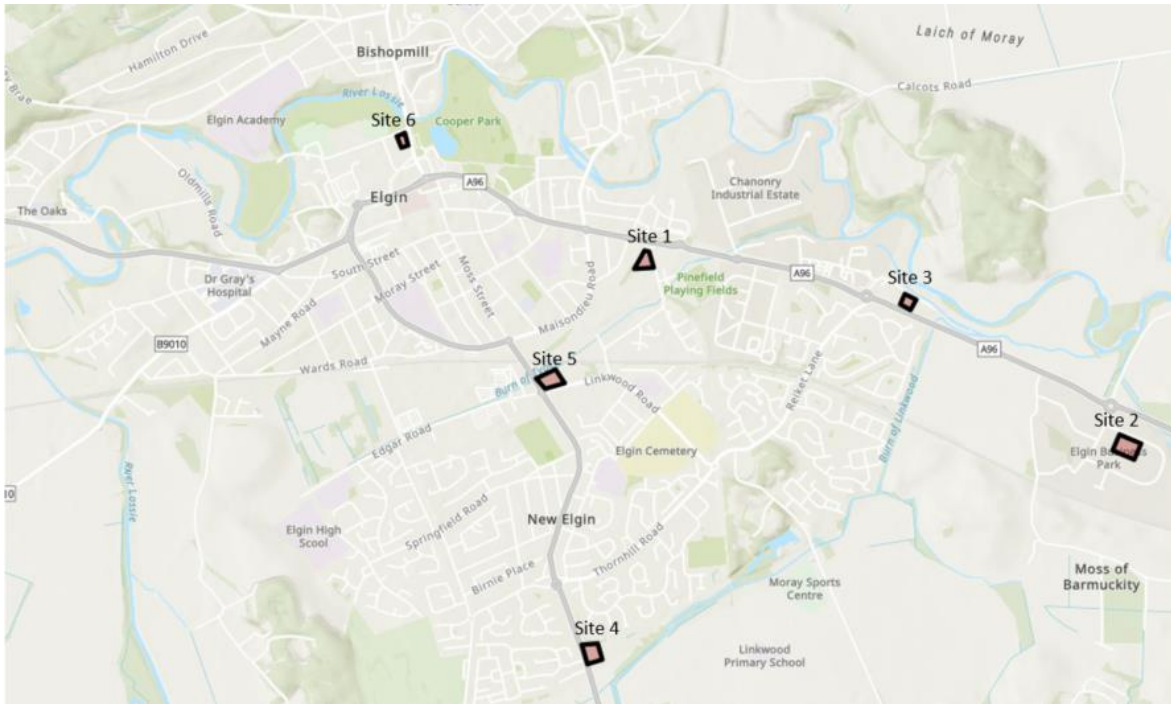 Laich of Moray
Hamilton Drive
Bishopmill
Brae
Calcots Road
River Lossie
Elgin Academy
Site 6
Cooper Park
Chanonry
Industrial Estate
A96
Oldmills Road
Elgin
The Oaks
Site 1
South Street
Moss Street
Moray Street
Dr Gray's
Hospital
Pinefield
Playing Fields
A96
Site 3
Mayne Road
Maisondieu Road
B9010
Wards Road
A96
Site 5
Burn of
Linkwood Road
Reiket Lane
Burn of Linkwood
Site 2
Edgar Road
Elgin Cemetery
Elgin
Park
River Lossie
10
Springfield Road
New Elgin
Elgin High
Scool
Thornhill Road
Birnie Place
Moss of
Barmuckity
Moray Sports
Centre
Site 4
Linkwood
Primary School